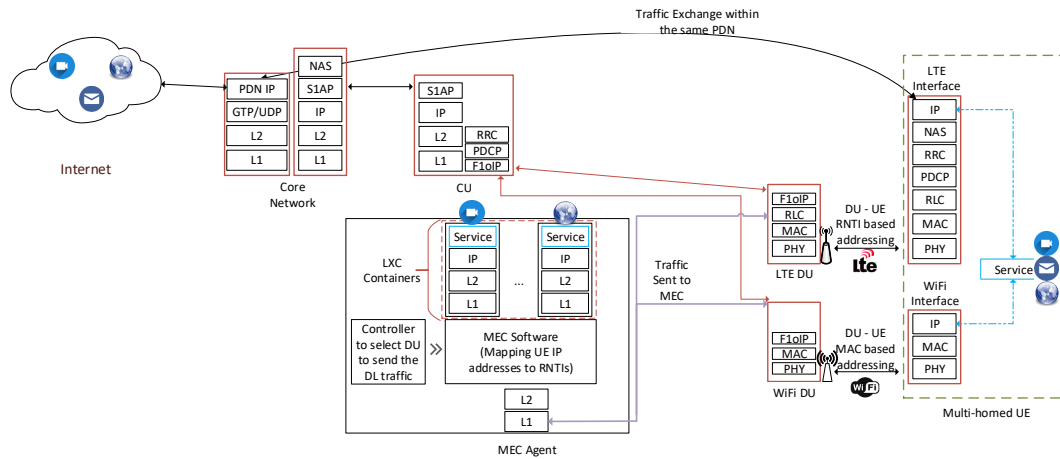 Traffic Exchange within
the same PDN
Internet
PDN IP
GTP/UDP
L2
L1
NAS
S1AP
IP
L2
L1
Core
Network
S1AP
IP
L2
L1
RRC
PDCP
F1oIP
CU
LXC
Containers
Service
IP
L2
L1
...
Service
IP
L2
L1
Controller
to select DU
to send the
DL traffic
MEC Software
(Mapping UE IP
addresses to RNTIs)
L2
L1
MEC Agent
Traffic
Sent to
MEC
F1oIP
RLC
MAC
PHY
LTE DU
DU - UE
RNTI based
addressing
Lte
F1oIP
MAC
PHY
WiFi DU
DU - UE
MAC based
addressing
WiFi
LTE
Interface
IP
NAS
RRC
PDCP
RLC
MAC
PHY
Service
WiFi
Interface
IP
MAC
PHY
Multi-homed UE